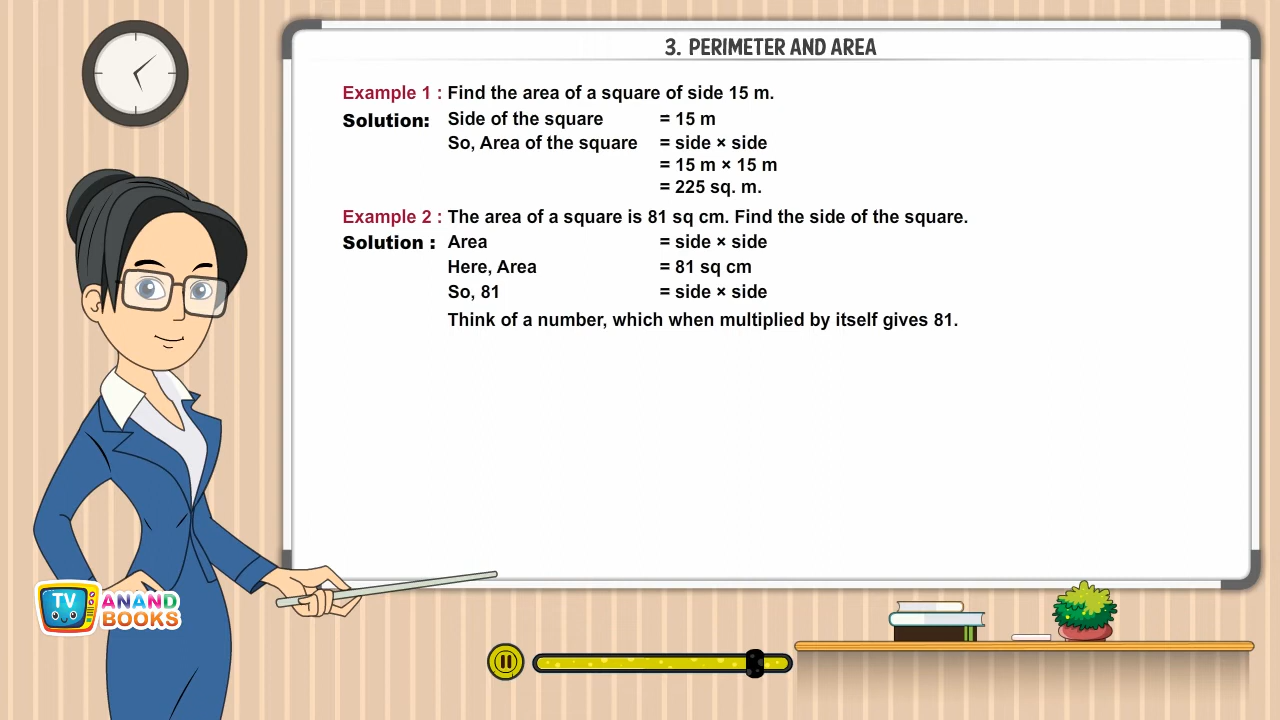 3. PERIMETER AND AREA
Example 1 : Find the area of a square of side 15 m.
Solution: Side of the square = 15 m
So, Area of the square = side × side
= 15 m × 15 m
= 225 sq. m.
Example 2 : The area of a square is 81 sq cm. Find the side of the square.
Solution : Area = side × side
Here, Area = 81 sq cm
So, 81 = side × side
Think of a number, which when multiplied by itself gives 81.
TV ANAND
BOOKS